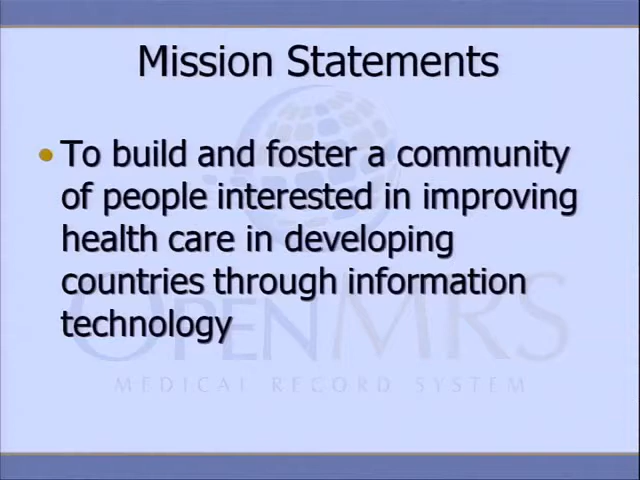 Mission Statements
To build and foster a community
of people interested in improving
health care in developing
countries through information
technology
OPENMRS
MEDICAL RECORD SYSTEM